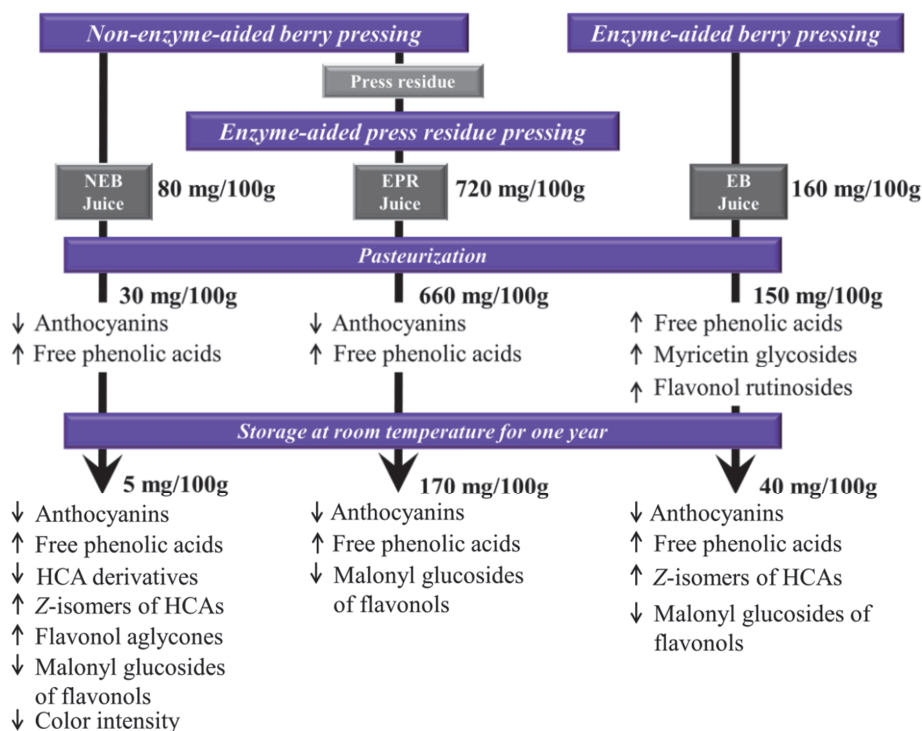 Non-enzyme-aided berry pressing
Enzyme-aided berry pressing
Press residue
Enzyme-aided press residue pressing
NEB
Juice
80 mg/100g
EPR
Juice
720 mg/100g
EB
Juice
160 mg/100g
Pasteurization
30 mg/100g
↓ Anthocyanins
↑ Free phenolic acids
660 mg/100g
↓ Anthocyanins
↑ Free phenolic acids
150 mg/100g
↑ Free phenolic acids
↑ Myricetin glycosides
↑ Flavonol rutinosides
Storage at room temperature for one year
5 mg/100g
↓ Anthocyanins
↑ Free phenolic acids
↓ HCA derivatives
↑ Z-isomers of HCAs
↑ Flavonol aglycones
↓ Malonyl glucosides
of flavonols
↓ Color intensity
170 mg/100g
↓ Anthocyanins
↑ Free phenolic acids
↓ Malonyl glucosides
of flavonols
40 mg/100g
↓ Anthocyanins
↑ Free phenolic acids
↑ Z-isomers of HCAs
↓ Malonyl glucosides of
flavonols